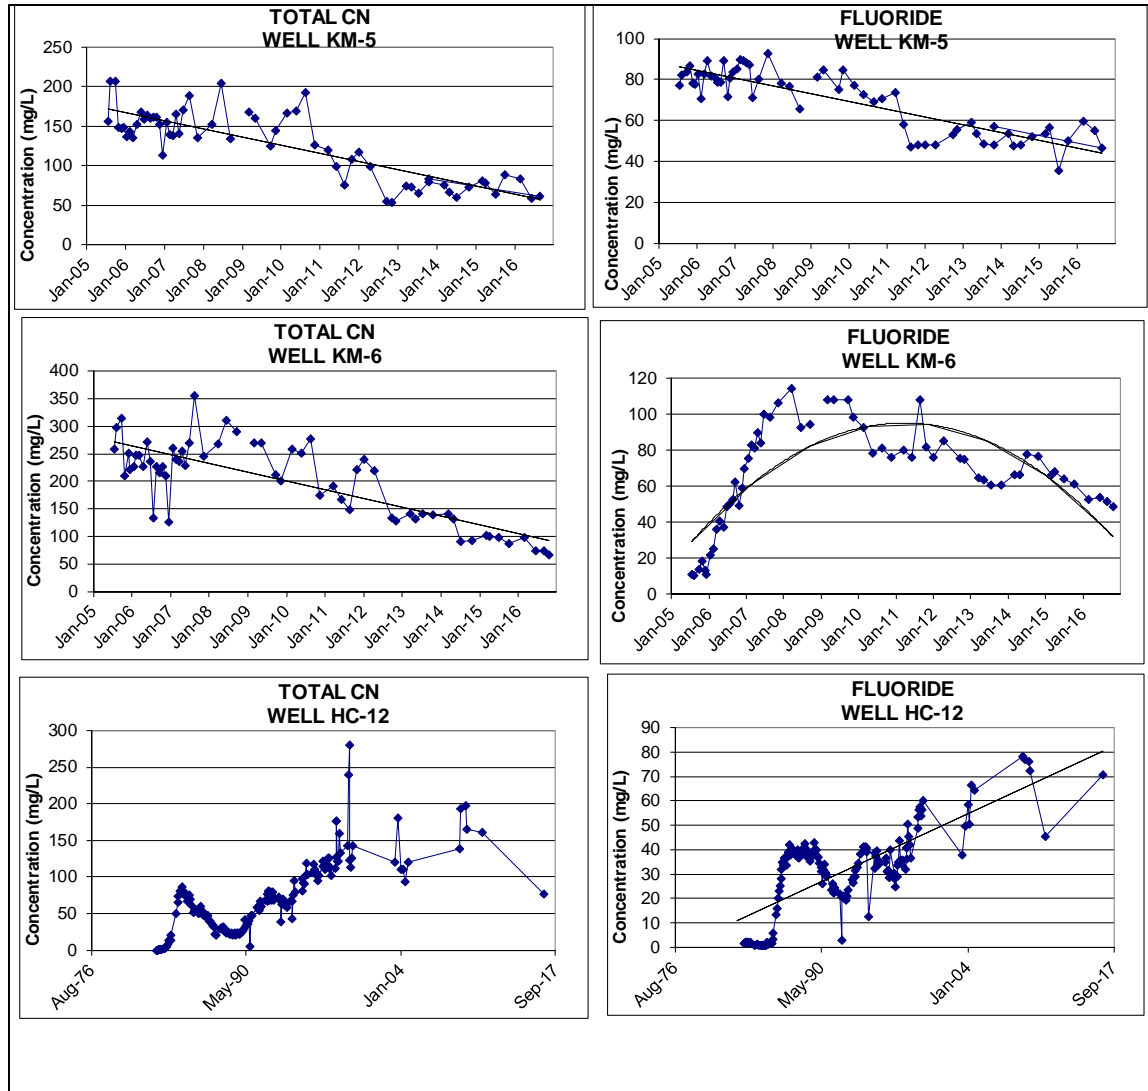 TOTAL CN
WELL KM-5
Concentration (mg/L)
250
200
150
100
50
0
Jan-05
Jan-06
Jan-07
Jan-08
Jan-09
Jan-10
Jan-11
Jan-12
Jan-13
Jan-14
Jan-15
Jan-16
FLUORIDE
WELL KM-5
Concentration (mg/L)
100
80
60
40
20
0
Jan-05
Jan-06
Jan-07
Jan-08
Jan-09
Jan-10
Jan-11
Jan-12
Jan-13
Jan-14
Jan-15
Jan-16
TOTAL CN
WELL KM-6
Concentration (mg/L)
400
350
300
250
200
150
100
50
0
Jan-05
Jan-06
Jan-07
Jan-08
Jan-09
Jan-10
Jan-11
Jan-12
Jan-13
Jan-14
Jan-15
Jan-16
FLUORIDE
WELL KM-6
Concentration (mg/L)
120
100
80
60
40
20
0
Jan-05
Jan-06
Jan-07
Jan-08
Jan-09
Jan-10
Jan-11
Jan-12
Jan-13
Jan-14
Jan-15
Jan-16
TOTAL CN
WELL HC-12
Concentration (mg/L)
300
250
200
150
100
50
0
Aug-76
May-90
Jan-04
Sep-17
FLUORIDE
WELL HC-12
Concentration (mg/L)
90
80
70
60
50
40
30
20
10
0
Aug-76
May-90
Jan-04
Sep-17